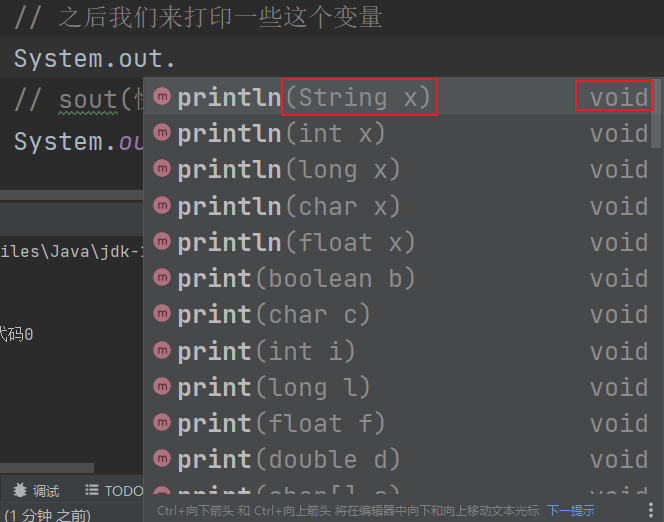 // 之后我们来打印一些这个变量
System.out.
// sout(
System.ou
println(String x) void
println(int x) void
println(long x) void
println(char x) void
println(float x) void
print(boolean b) void
print(char c) void
print(int i) void
print(long l) void
print(float f) void
print(double d) void
iles\Java\jdk-1
代码0
调试 TODO
Ctrl+向下箭头 和 Ctrl+向上箭头 将在编辑器中向下和向上移动文本光标 下一提示
(1 分钟 之前)